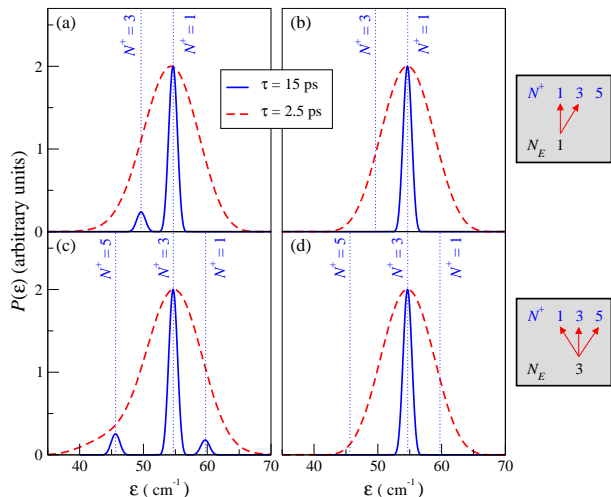 (a)
N⁺ = 3
N⁺ = 1
(b)
N⁺ = 3
N⁺ = 1
τ = 15 ps
τ = 2.5 ps
2
1
0
(c)
N⁺ = 5
N⁺ = 3
N⁺ = 1
(d)
N⁺ = 5
N⁺ = 3
N⁺ = 1
2
1
0
P(ε) (arbitrary units)
40 50 60 70
40 50 60 70
ε ( cm⁻¹)
ε ( cm⁻¹)
N⁺ 1 3 5
N_E 1
N⁺ 1 3 5
N_E 3